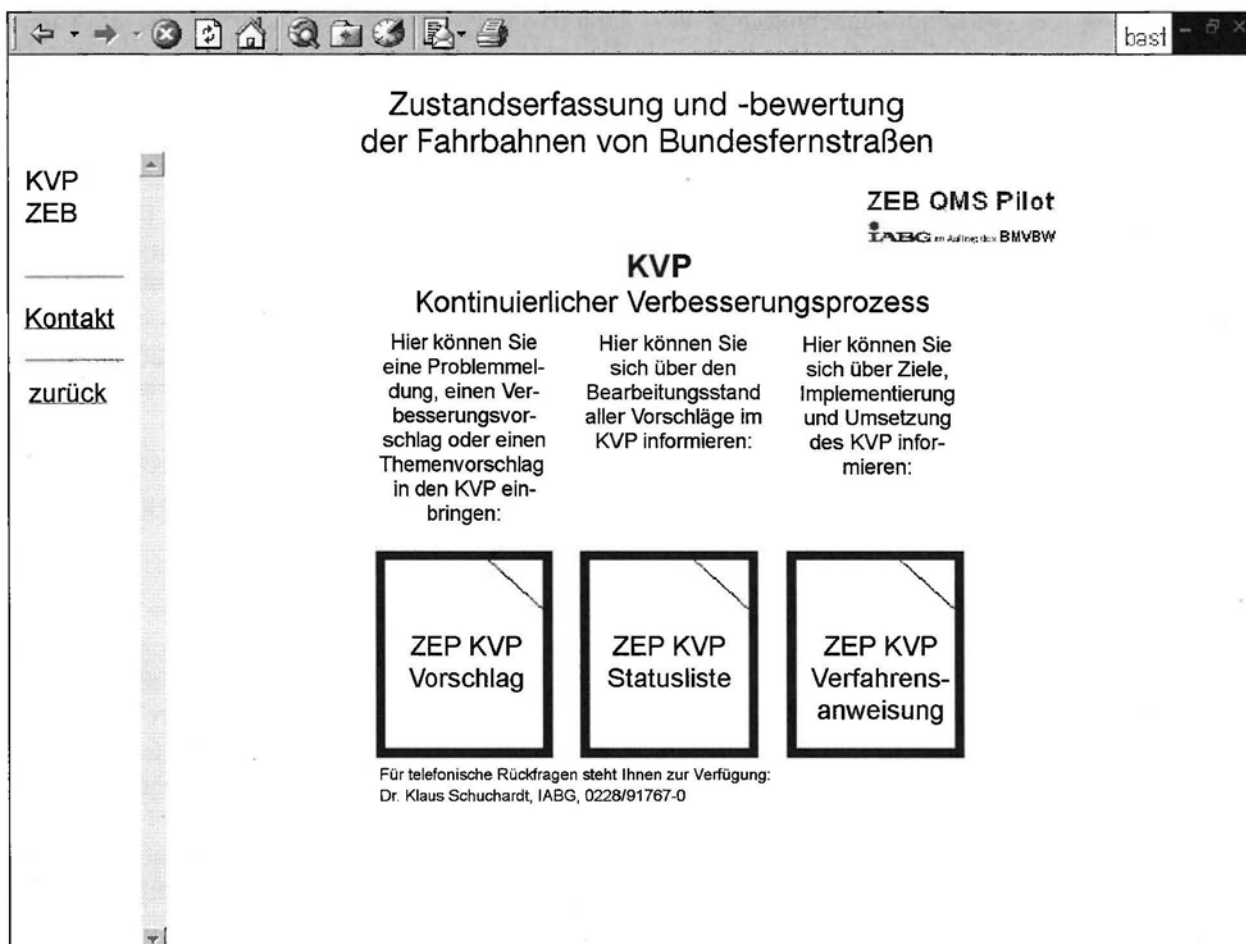 bast
Zustandserfassung und -bewertung
der Fahrbahnen von Bundesfernstraßen
KVP
ZEB
Kontakt
zurück
ZEB QMS Pilot
IABG im Auftrag des BMVBW
KVP
Kontinuierlicher Verbesserungsprozess
Hier können Sie
eine Problemmel-
dung, einen Ver-
besserungsvor-
schlag oder einen
Themenvorschlag
in den KVP ein-
bringen:
Hier können Sie
sich über den
Bearbeitungsstand
aller Vorschläge im
KVP informieren:
Hier können Sie
sich über Ziele,
Implementierung
und Umsetzung
des KVP infor-
mieren:
ZEP KVP
Vorschlag
ZEP KVP
Statusliste
ZEP KVP
Verfahrens-
anweisung
Für telefonische Rückfragen steht Ihnen zur Verfügung:
Dr. Klaus Schuchardt, IABG, 0228/91767-0